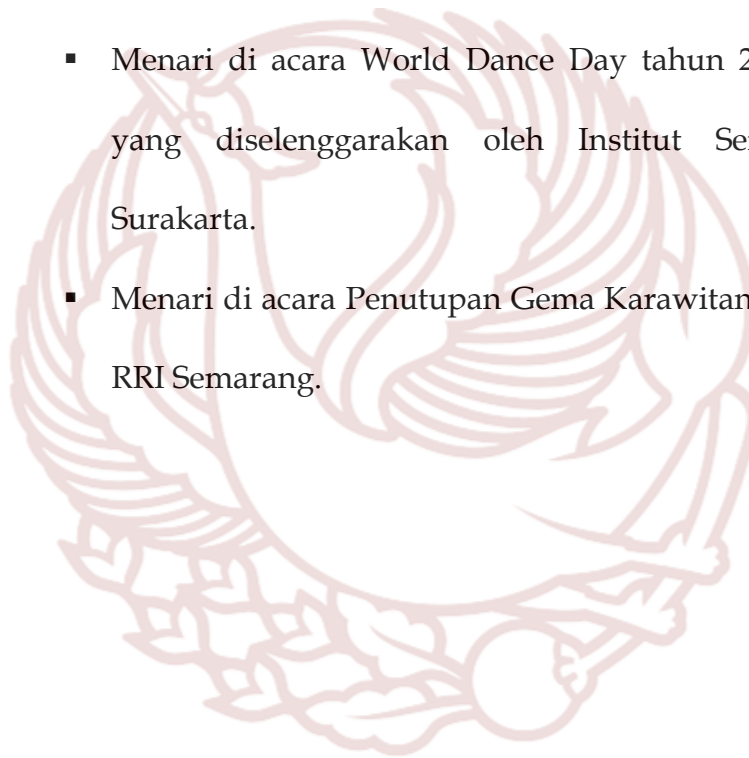 ▪ Menari di acara World Dance Day tahun
yang diselenggarakan oleh Institut
Surakarta.
▪ Menari di acara Penutupan Gema Karawitan
RRI Semarang.